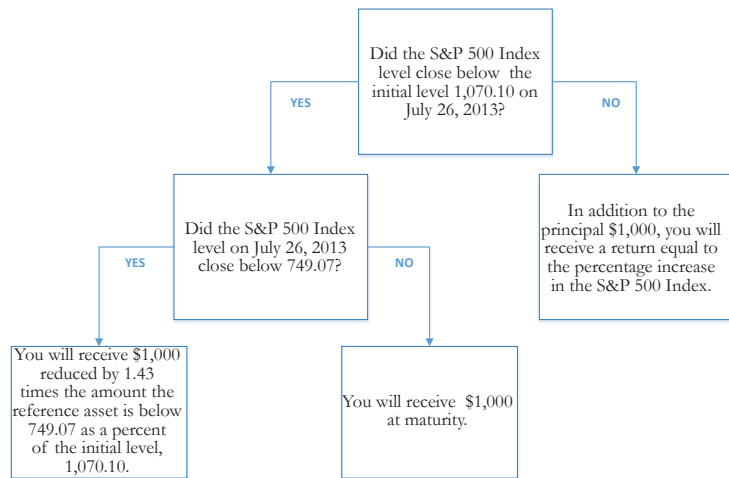 Did the S&P 500 Index
level close below the
initial level 1,070.10 on
July 26, 2013?
YES
NO
Did the S&P 500 Index
level on July 26, 2013
close below 749.07?
In addition to the
principal $1,000, you will
receive a return equal to
the percentage increase
in the S&P 500 Index.
YES
NO
You will receive $1,000
reduced by 1.43
times the amount the
reference asset is below
749.07 as a percent
of the initial level,
1,070.10.
You will receive $1,000
at maturity.